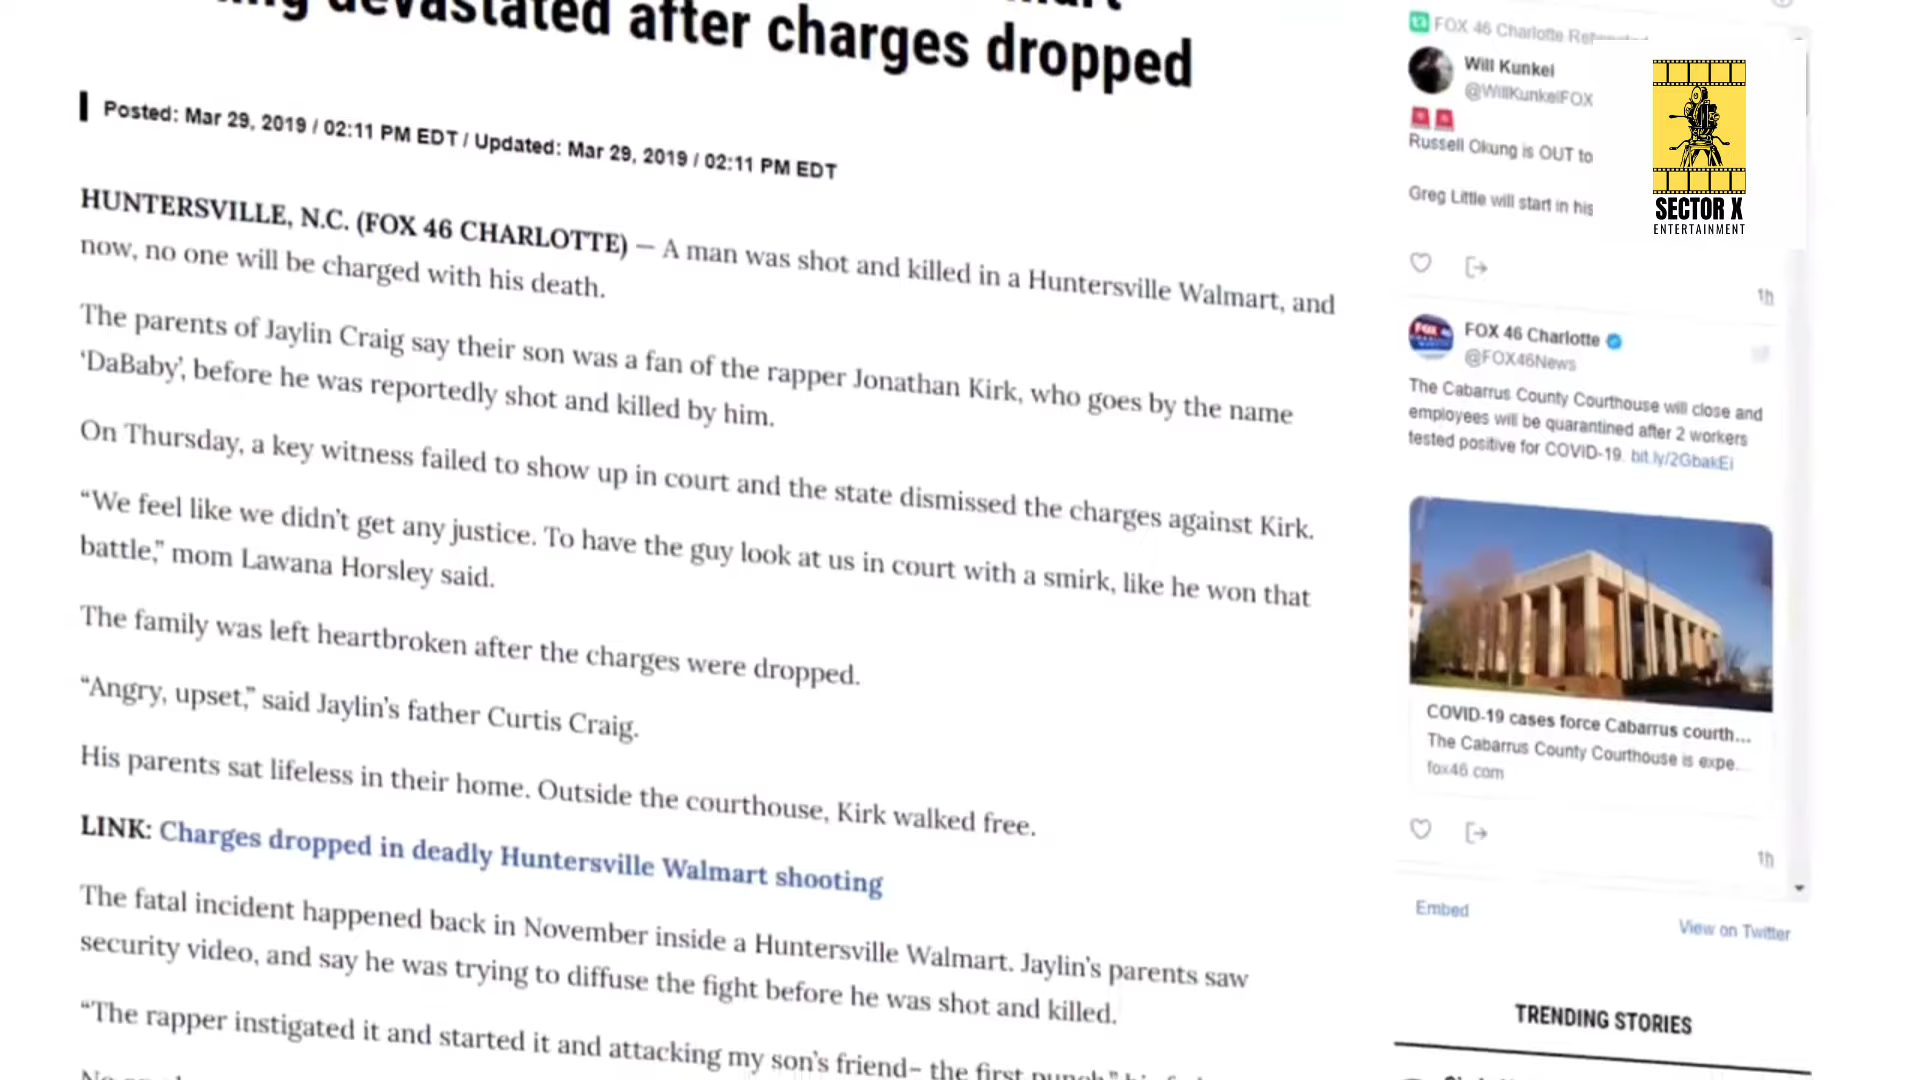 devastated after charges dropped
Posted: Mar 29, 2019 / 02:11 PM EDT / Updated: Mar 29, 2019 / 02:11 PM EDT
HUNTERSVILLE, N.C. (FOX 46 CHARLOTTE) — A man was shot and killed in a Huntersville Walmart, and
now, no one will be charged with his death.
The parents of Jaylin Craig say their son was a fan of the rapper Jonathan Kirk, who goes by the name
‘DaBaby’, before he was reportedly shot and killed by him.
On Thursday, a key witness failed to show up in court and the state dismissed the charges against Kirk.
“We feel like we didn’t get any justice. To have the guy look at us in court with a smirk, like he won that
battle,” mom Lawana Horsley said.
The family was left heartbroken after the charges were dropped.
“Angry, upset,” said Jaylin’s father Curtis Craig.
His parents sat lifeless in their home. Outside the courthouse, Kirk walked free.
LINK: Charges dropped in deadly Huntersville Walmart shooting
The fatal incident happened back in November inside a Huntersville Walmart. Jaylin’s parents saw
security video, and say he was trying to diffuse the fight before he was shot and killed.
“The rapper instigated it and started it and attacking my son’s friend– the first punch,”
FOX 46 Charlotte
Will Kunkel
@WillKunkelFOX
Russell Okung is OUT to
Greg Little will start in his
1h
FOX 46 Charlotte
@FOX46News
The Cabarrus County Courthouse will close and
employees will be quarantined after 2 workers
tested positive for COVID-19. bit.ly/2GbakEi
COVID-19 cases force Cabarrus courth...
The Cabarrus County Courthouse is expe...
fox46.com
1h
Embed
View on Twitter
TRENDING STORIES
SECTOR X
ENTERTAINMENT